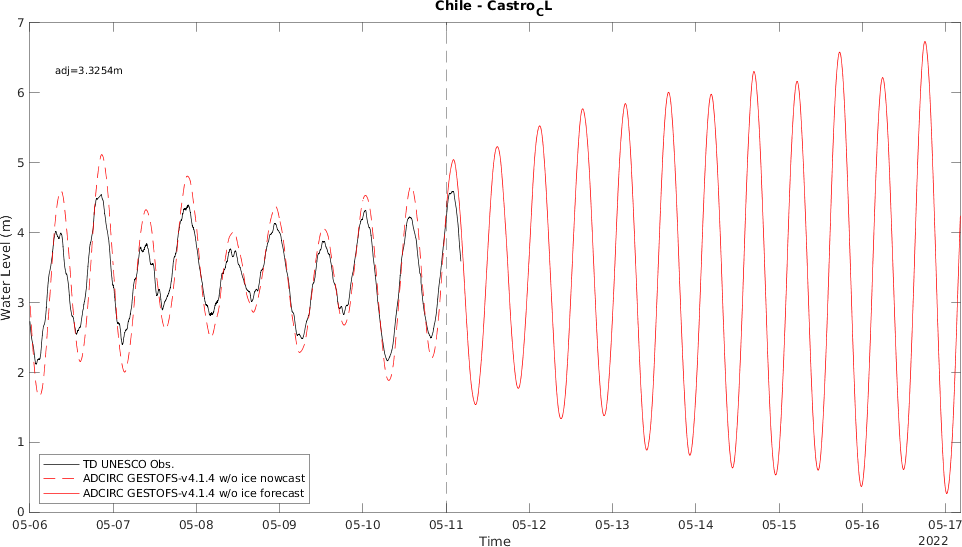 Chile - Castro_CL
7
6
5
4
3
2
1
0
Water Level (m)
adj=3.3254m
TD UNESCO Obs.
ADCIRC GESTOFS-v4.1.4 w/o ice nowcast
ADCIRC GESTOFS-v4.1.4 w/o ice forecast
05-06 05-07 05-08 05-09 05-10 05-11 05-12 05-13 05-14 05-15 05-16 05-17
Time
2022